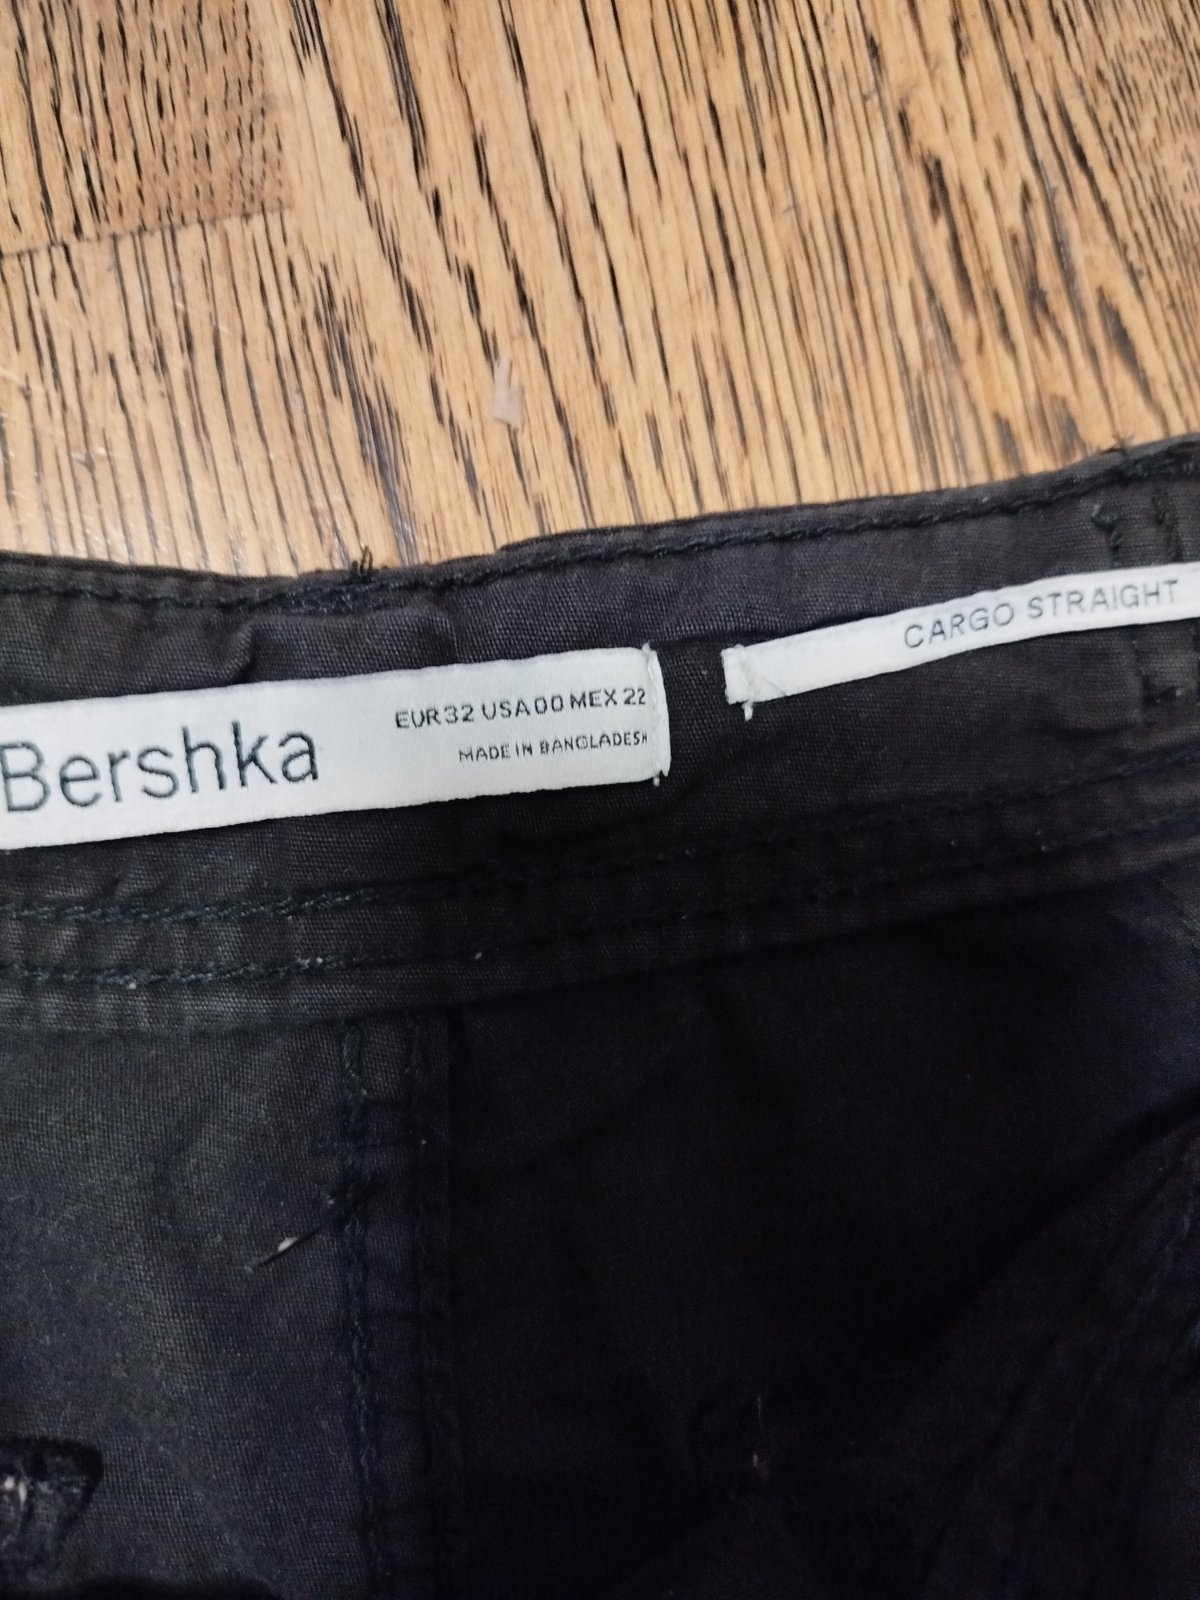 Bershka
EUR 32 USA 00 MEX 22
MADE IN BANGLADESH
CARGO STRAIGHT